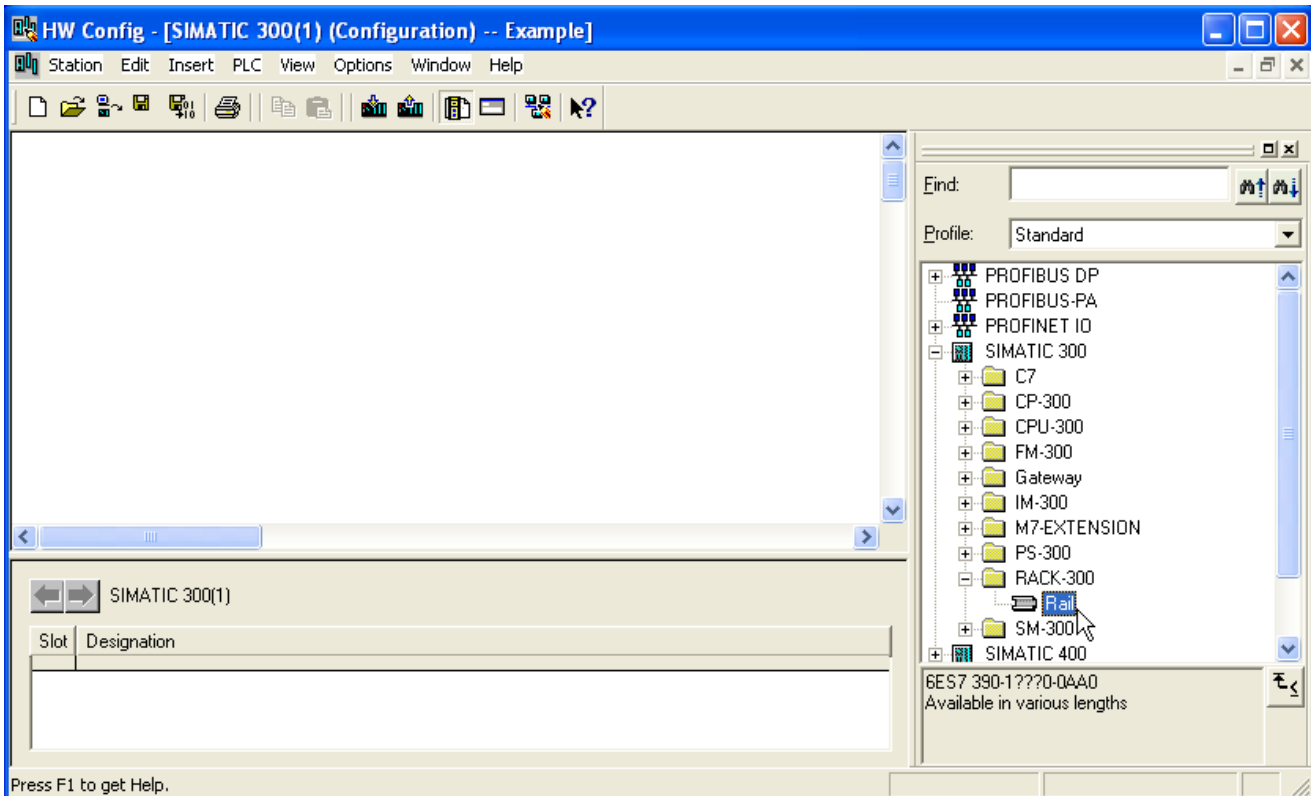 HW Config - [SIMATIC 300(1) (Configuration) -- Example]
Station Edit Insert PLC View Options Window Help
Find:
Profile: Standard
PROFIBUS DP
PROFIBUS-PA
PROFINET IO
SIMATIC 300
C7
CP-300
CPU-300
FM-300
Gateway
IM-300
M7-EXTENSION
PS-300
RACK-300
Rail
SM-300
SIMATIC 400
6ES7 390-1???0-0AA0
Available in various lengths
SIMATIC 300(1)
Slot Designation
Press F1 to get Help.